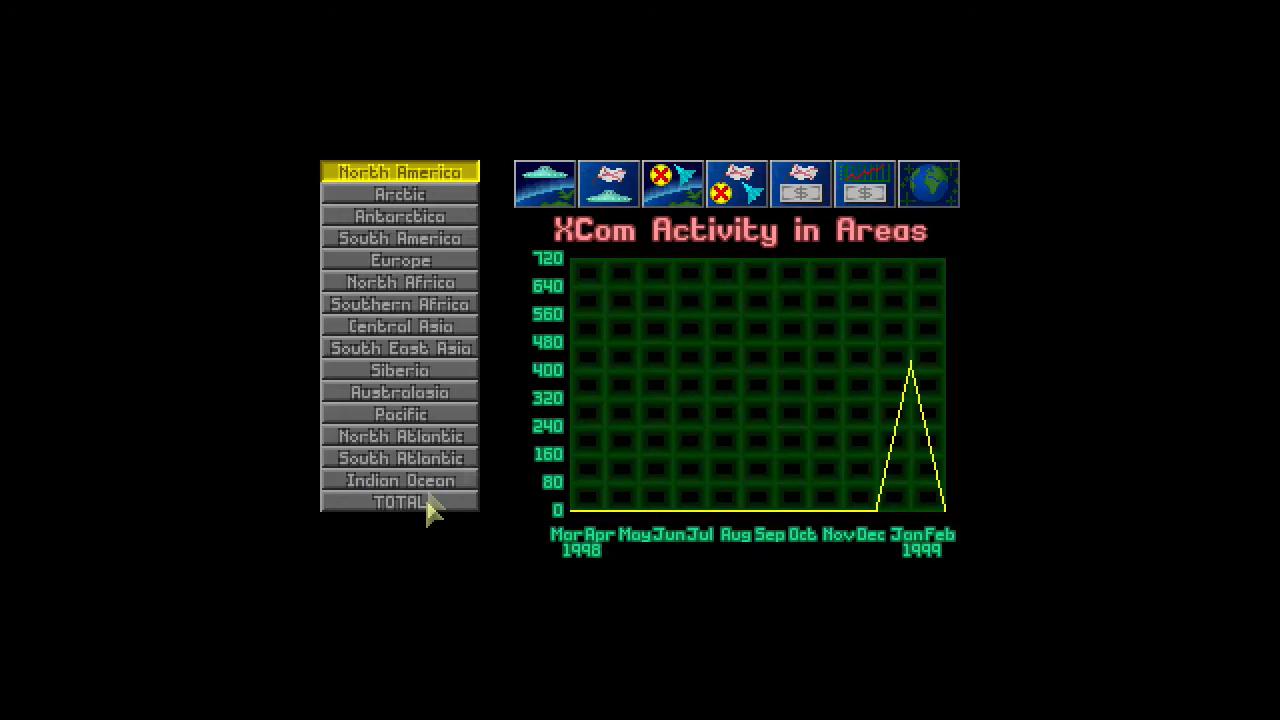 North America
Arctic
Antarctica
South America
Europe
North Africa
Southern Africa
Central Asia
South East Asia
Siberia
Australasia
Pacific
North Atlantic
South Atlantic
Indian Ocean
TOTAL
$ $
XCom Activity in Areas
720
640
560
480
400
320
240
160
80
0
Mar Apr May Jun Jul Aug Sep Oct Nov Dec Jan Feb
1998 1999